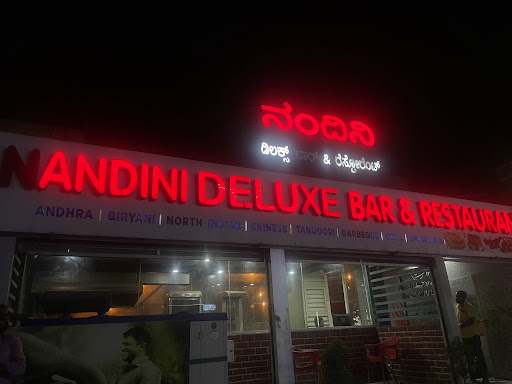 ನಂದಿನಿ
ಡಿಲಕ್ಸ್ ಬಾರ್ & ರೆಸ್ಟೋರೆಂಟ್
NANDINI DELUXE BAR & RESTAURAN
ANDHRA | BIRYANI | NORTH INDIAN | CHINESE | TANDOORI | BARBEQUE |